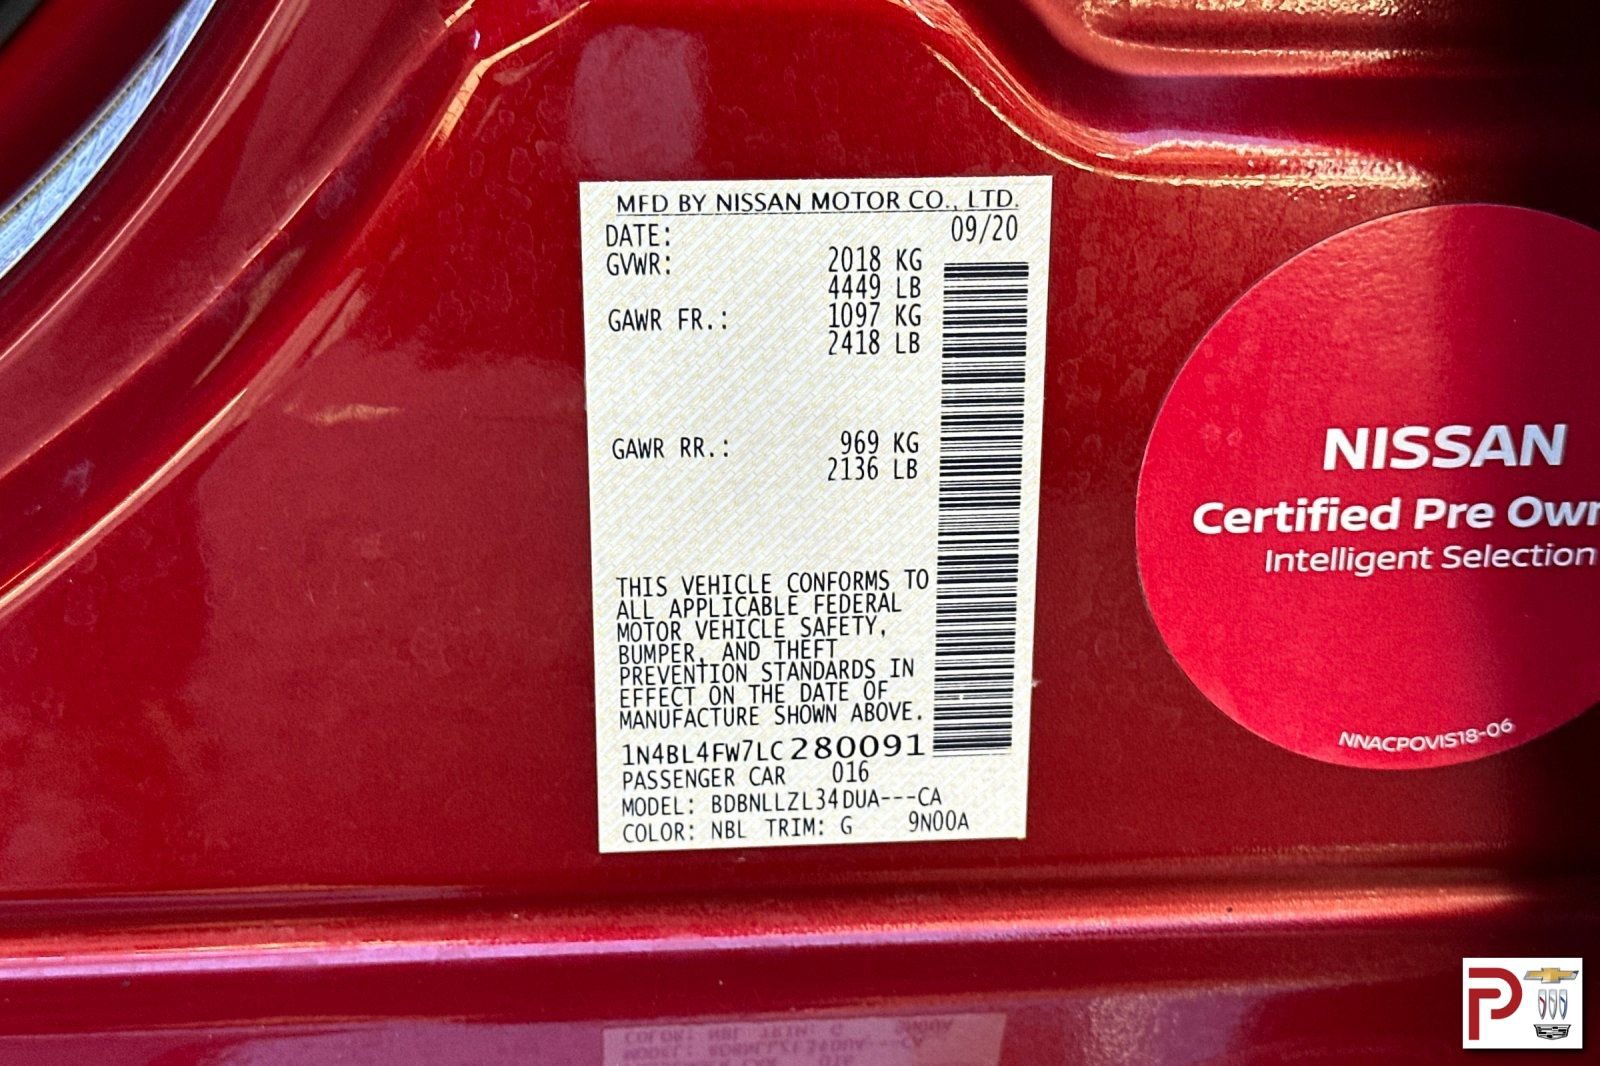 MFD BY NISSAN MOTOR CO., LTD.
DATE: 09/20
GVWR: 2018 KG
4449 LB
GAWR FR.: 1097 KG
2418 LB
GAWR RR.: 969 KG
2136 LB
THIS VEHICLE CONFORMS TO
ALL APPLICABLE FEDERAL
MOTOR VEHICLE SAFETY,
BUMPER, AND THEFT
PREVENTION STANDARDS IN
EFFECT ON THE DATE OF
MANUFACTURE SHOWN ABOVE.
1N4BL4FW7LC280091
PASSENGER CAR 016
MODEL: BDBNLLZL34DUA---CA
COLOR: NBL TRIM: G 9N00A
NISSAN
Certified Pre
Intelligent Selection
NNACPOVIS18-06
P